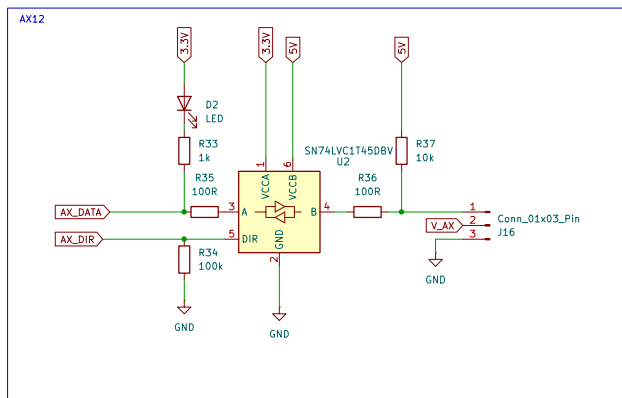 AX12
3.3V
3.3V
5V
5V
D2
LED
R33
1k
SN74LVC1T45DBV
U2
R37
10k
R35
100R
R36
100R
1
6
VCCA
VCCB
AX_DATA
3
A
B
4
1
Conn_01x03_Pin
V_AX
2
J16
AX_DIR
5
DIR
GND
3
R34
100k
2
GND
GND
GND